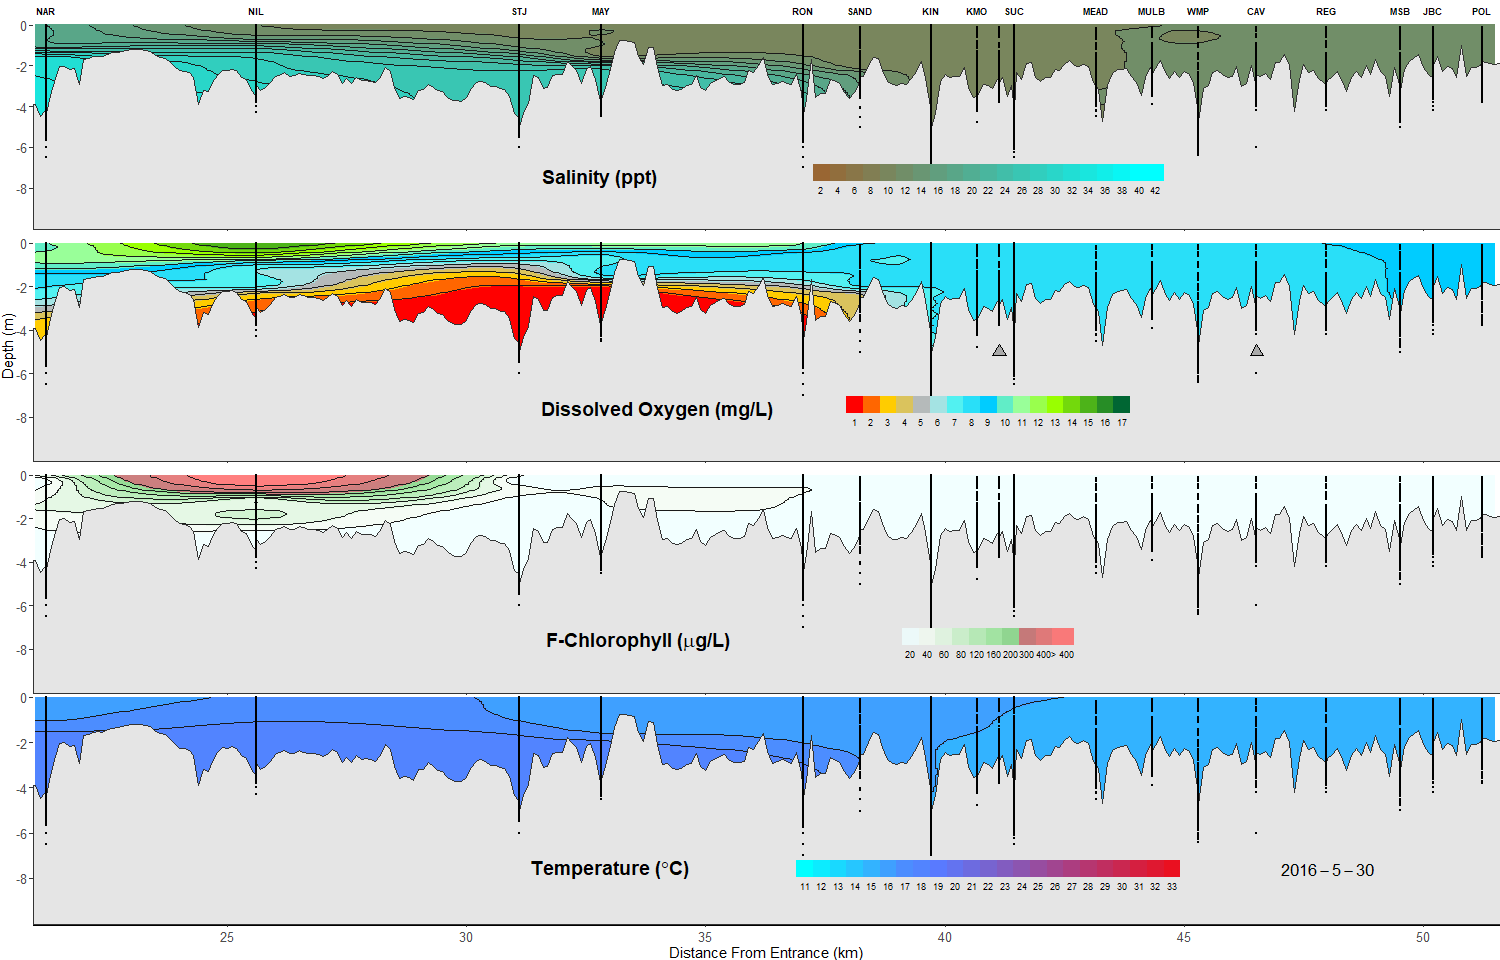 NAR NIL STJ MAY RON SAND KIN KMO SUC MEAD MULB WMP CAV REG MSB JBC POL
0
-2
-4
-6
-8
Salinity (ppt)
2 4 6 8 10 12 14 16 18 20 22 24 26 28 30 32 34 36 38 40 42
0
-2
-4
-6
-8
Dissolved Oxygen (mg/L)
1 2 3 4 5 6 7 8 9 10 11 12 13 14 15 16 17
Depth (m)
0
-2
-4
-6
-8
F-Chlorophyll (μg/L)
20 40 60 80 120 160 200 300 400> 400
0
-2
-4
-6
-8
Temperature (°C)
11 12 13 14 15 16 17 18 19 20 21 22 23 24 25 26 27 28 29 30 31 32 33
2016 – 5 – 30
25 30 35 40 45 50
Distance From Entrance (km)